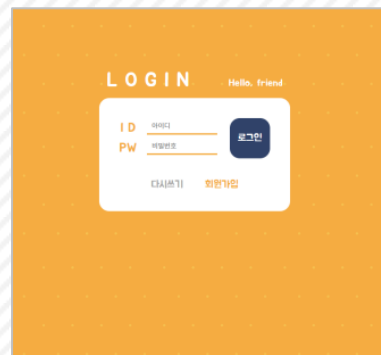 LOGIN Hello, friend
ID 아이디
PW 비밀번호
로그인
다시쓰기 회원가입